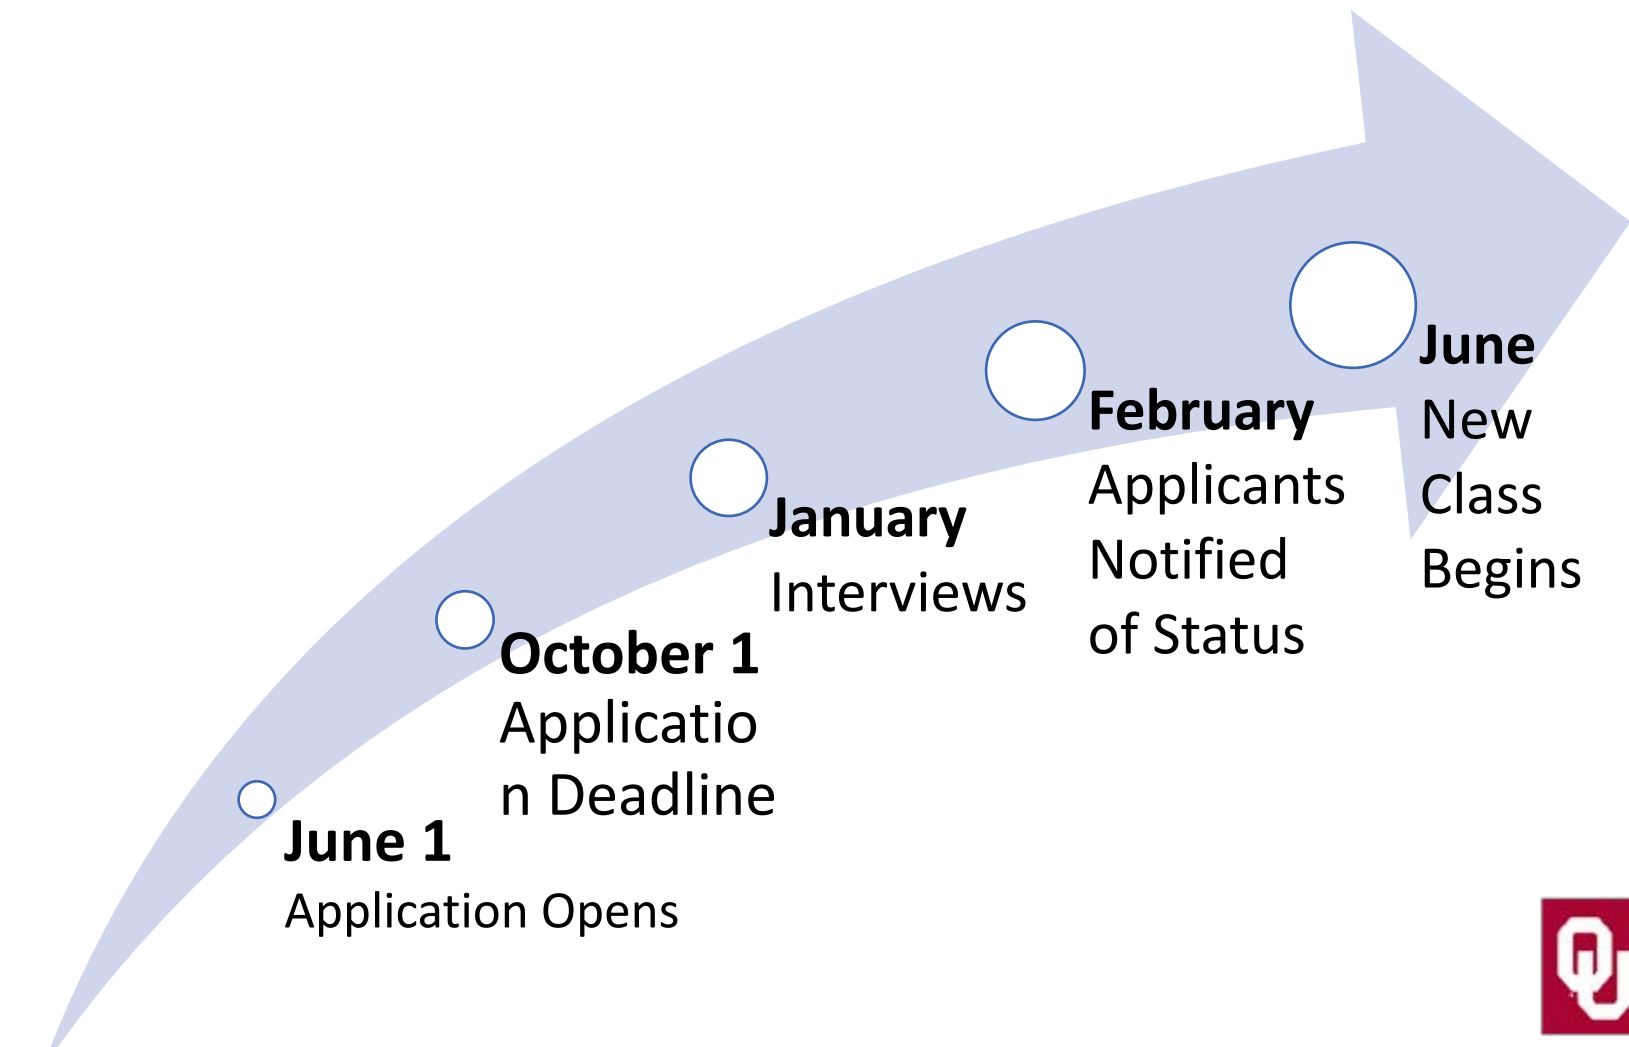 June 1
Application Opens
October 1
Applicatio
n Deadline
January
Interviews
February
Applicants
Notified
of Status
June
New
Class
Begins
OU